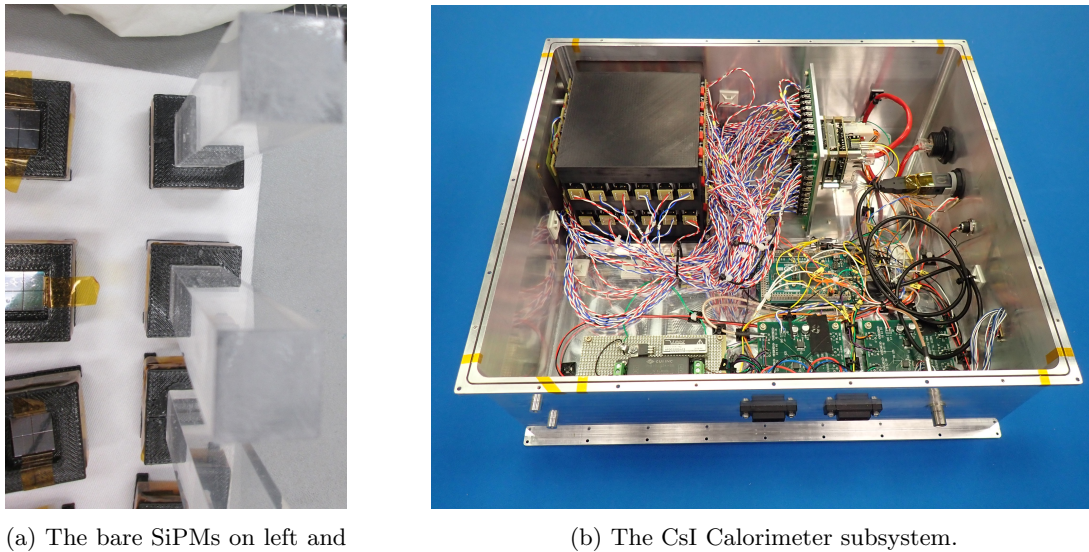 (a) The bare SiPMs on left and
(b) The CsI Calorimeter subsystem.